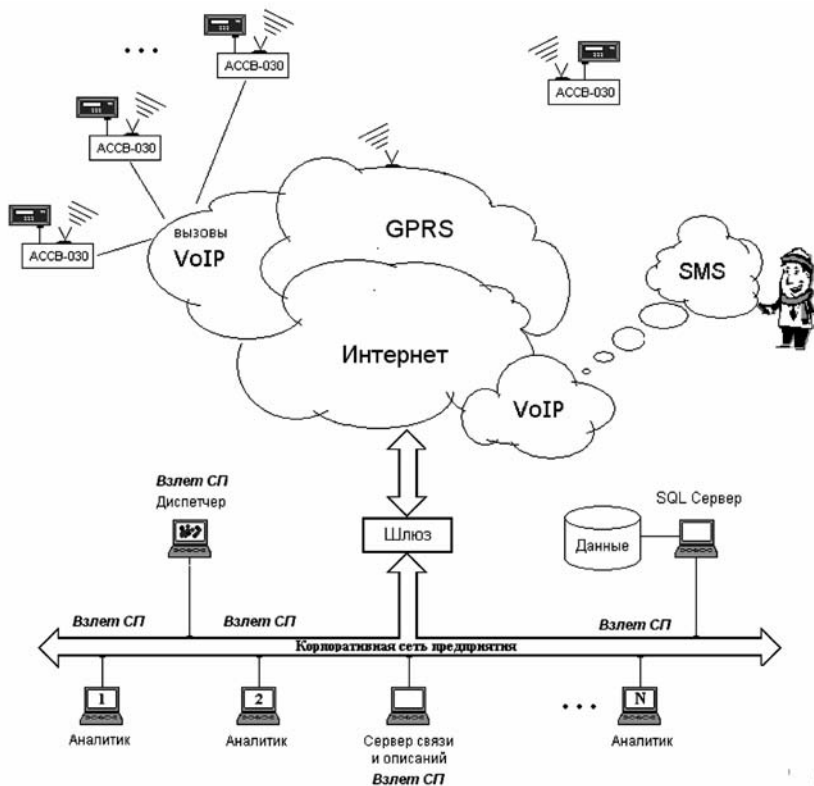 АССВ-030
АССВ-030
АССВ-030
АССВ-030
вызовы
VoIP
GPRS
SMS
Интернет
VoIP
Взлет СП
Диспетчер
SQL Сервер
Шлюз
Данные
Взлет СП
Взлет СП
Взлет СП
Корпоративная сеть предприятия
1
2
N
Аналитик
Аналитик
Сервер связи
и описаний
Взлет СП
Аналитик